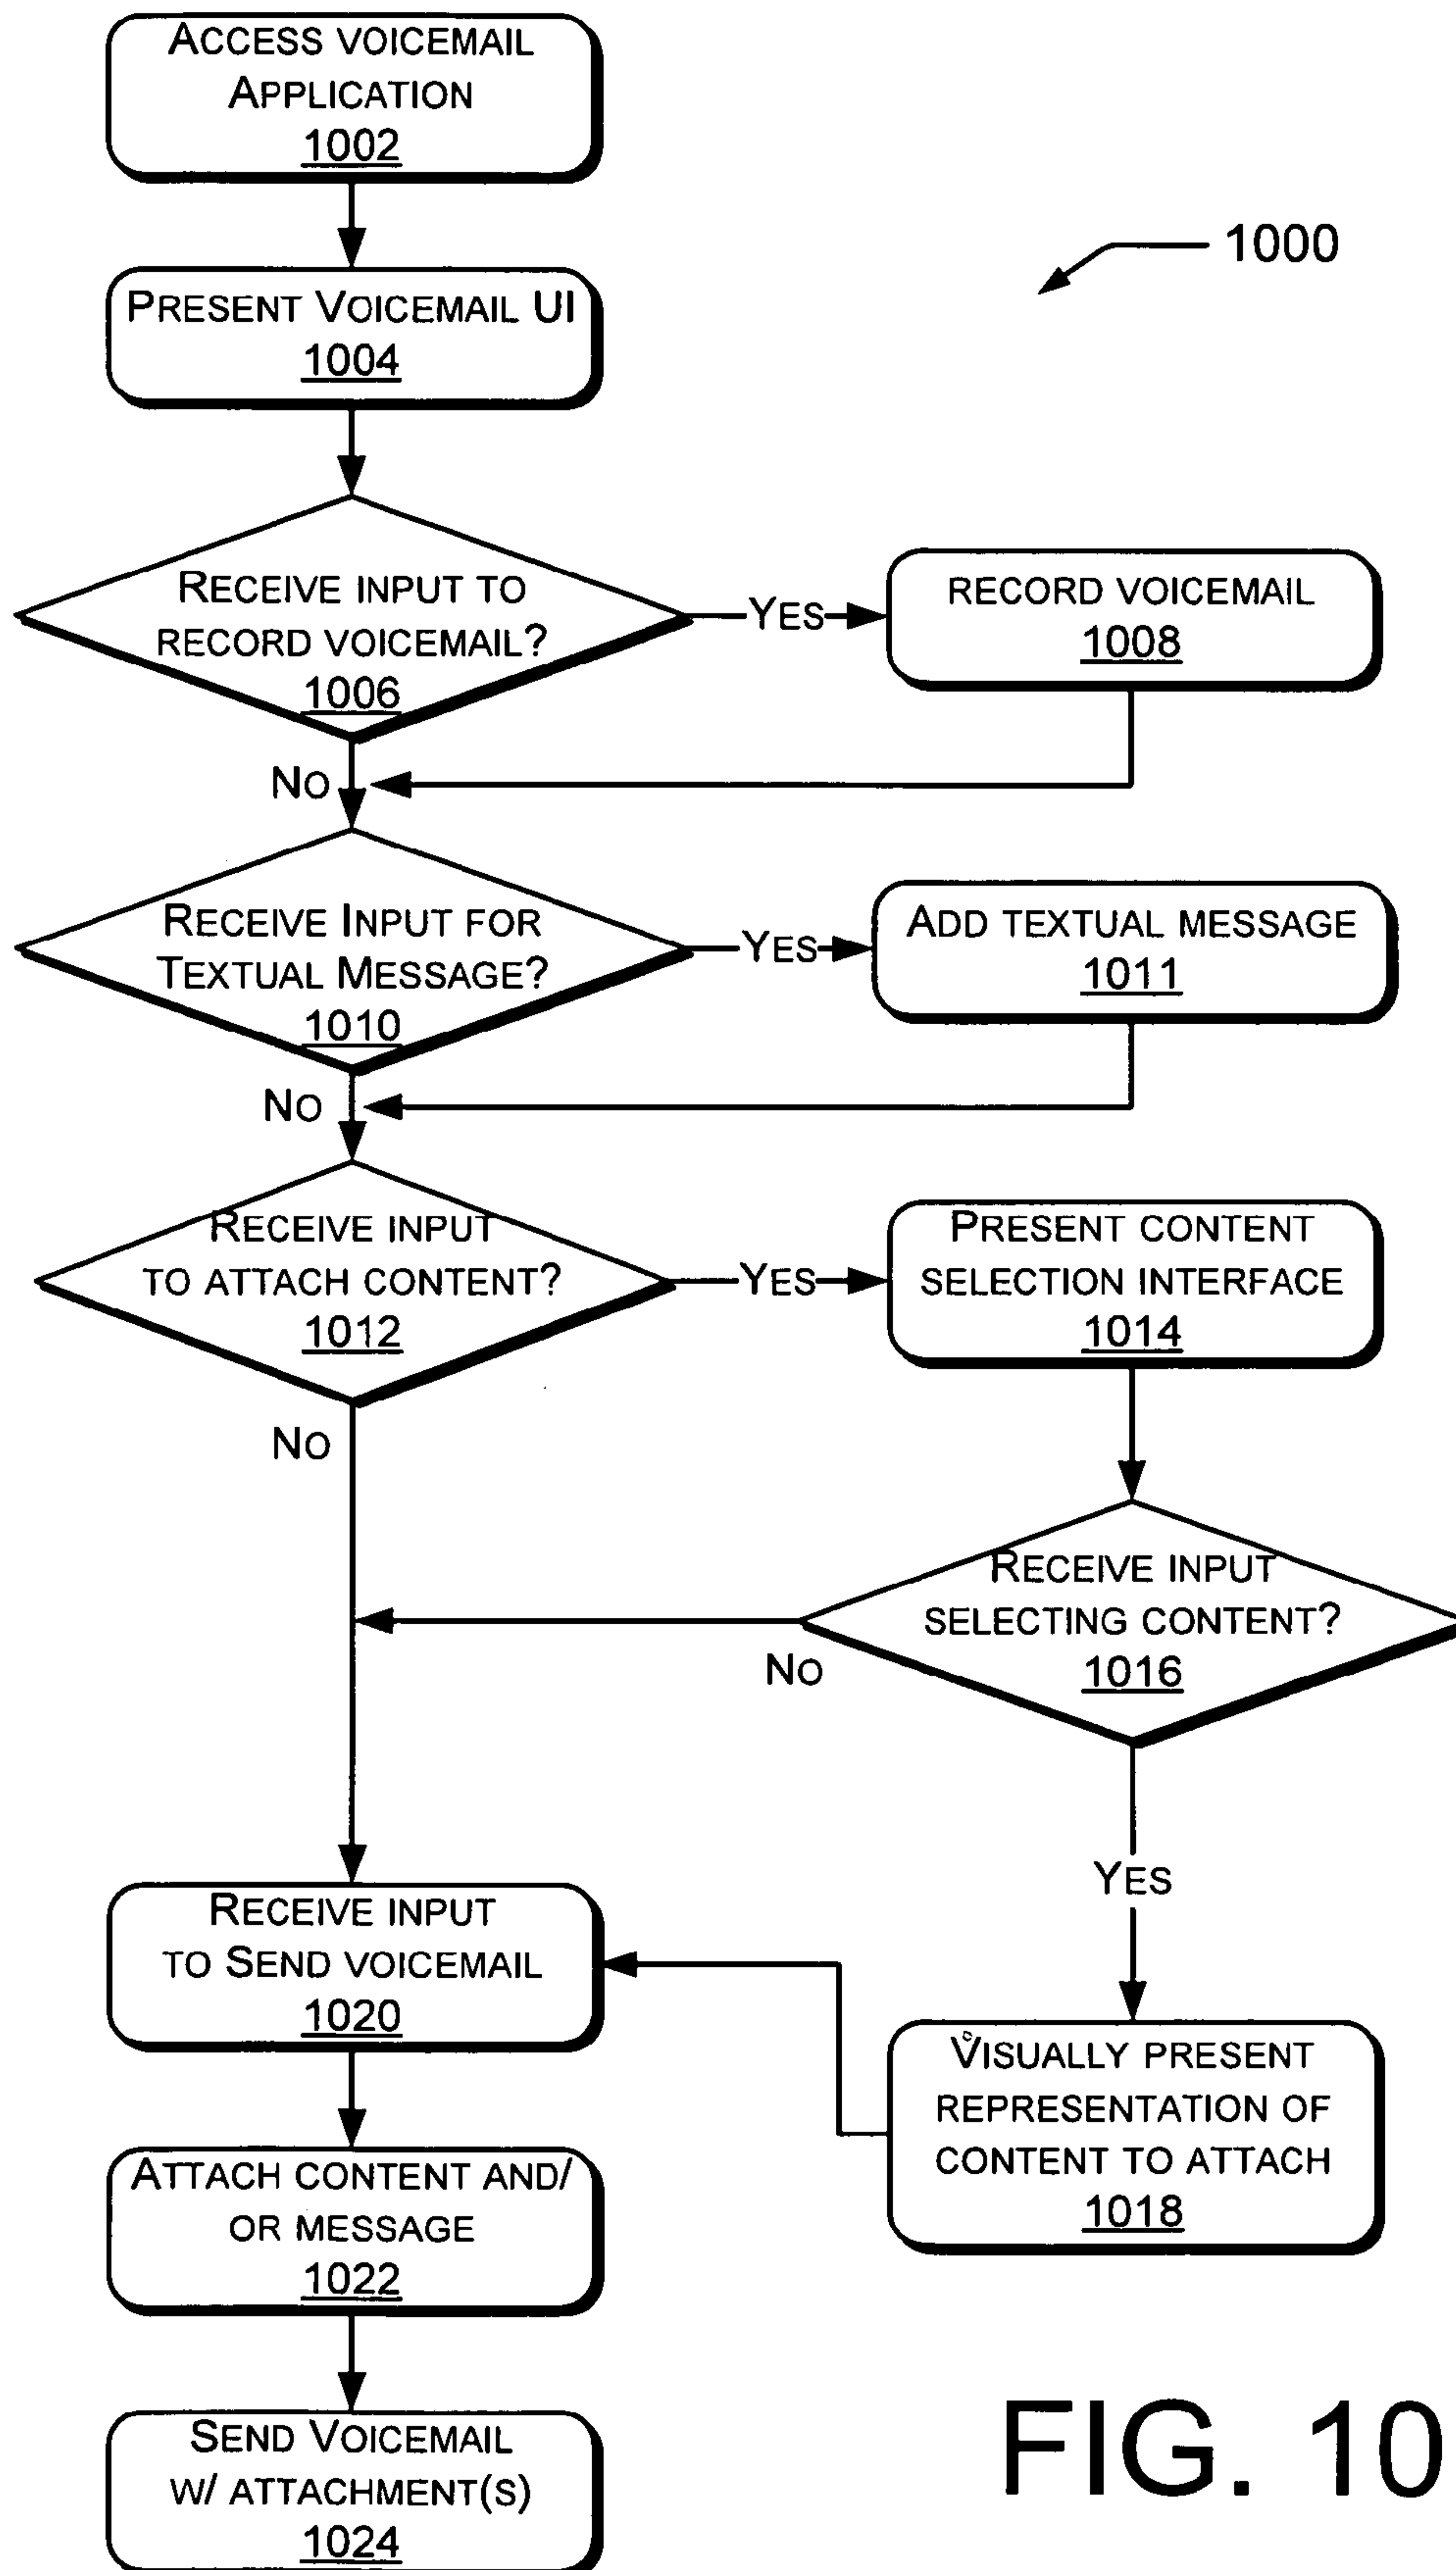 ACCESS VOICEMAIL
APPLICATION
1002
1000
PRESENT VOICEMAIL UI
1004
RECEIVE INPUT TO
RECORD VOICEMAIL?
1006
YES
RECORD VOICEMAIL
1008
NO
RECEIVE INPUT FOR
TEXTUAL MESSAGE?
1010
YES
ADD TEXTUAL MESSAGE
1011
NO
RECEIVE INPUT
TO ATTACH CONTENT?
1012
YES
PRESENT CONTENT
SELECTION INTERFACE
1014
NO
RECEIVE INPUT
SELECTING CONTENT?
1016
NO
YES
RECEIVE INPUT
TO SEND VOICEMAIL
1020
VISUALLY PRESENT
REPRESENTATION OF
CONTENT TO ATTACH
1018
ATTACH CONTENT AND/
OR MESSAGE
1022
SEND VOICEMAIL
W/ ATTACHMENT(S)
1024
FIG. 10